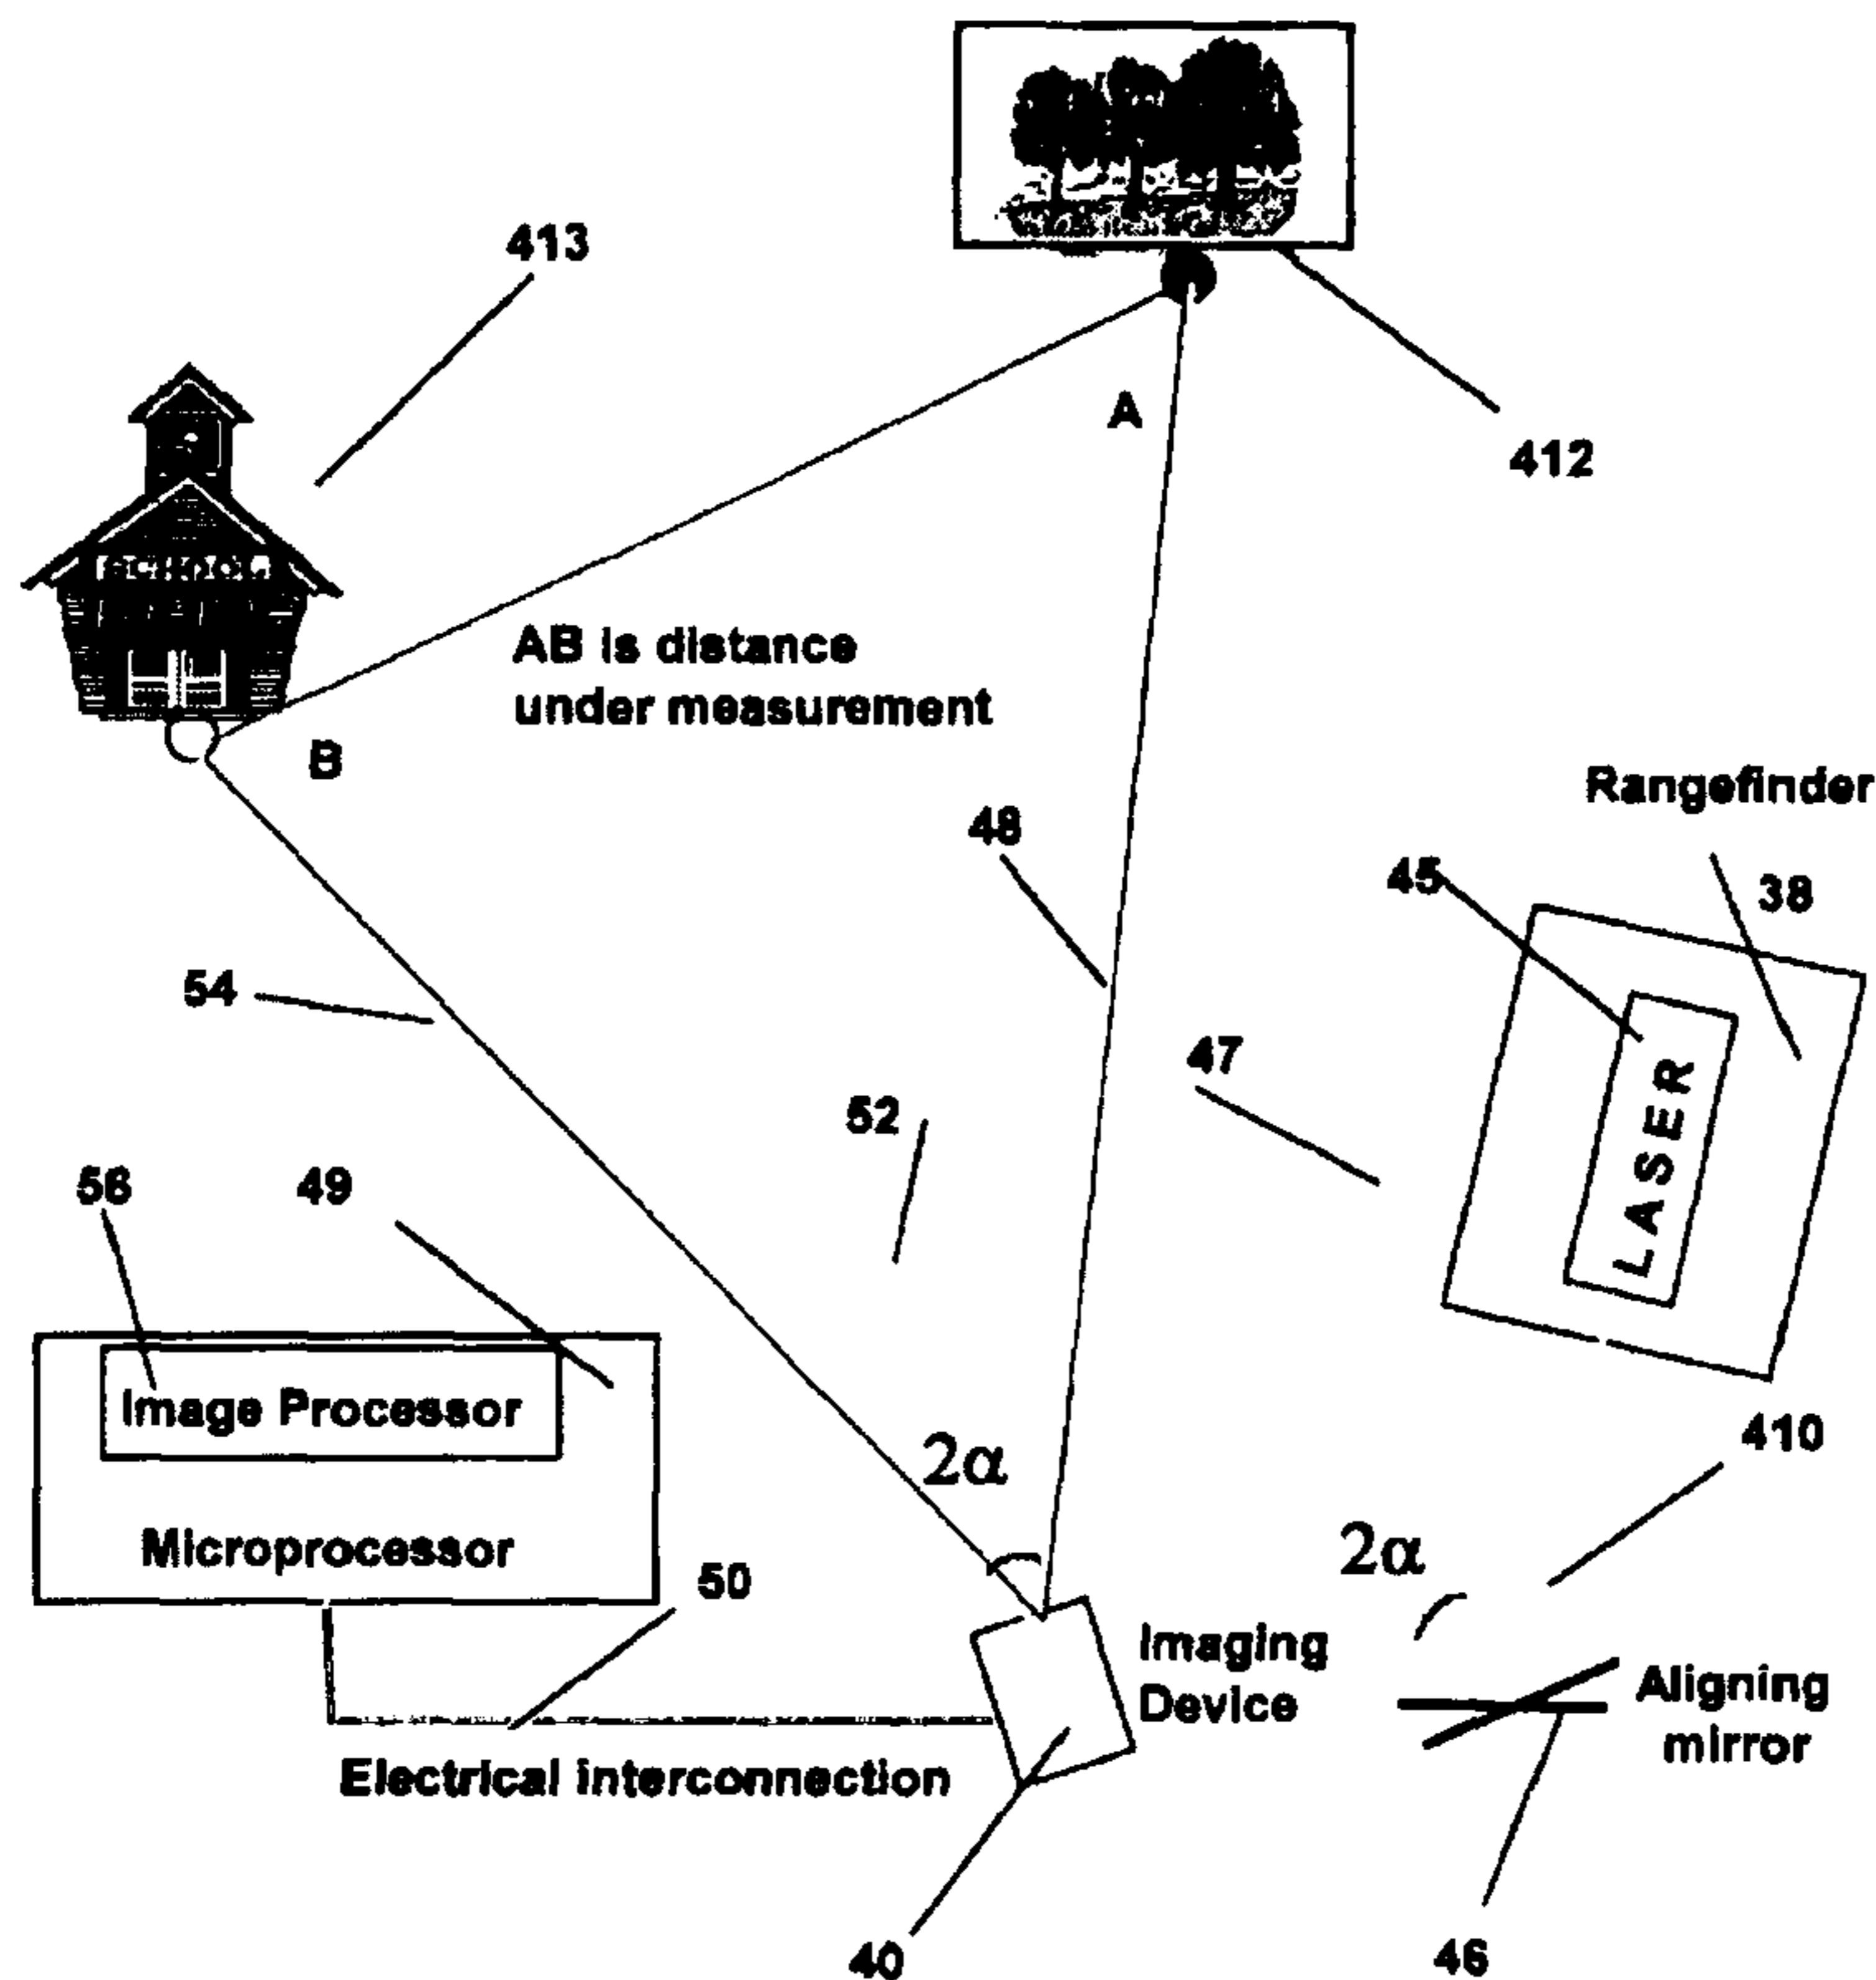 413
A
412
SCHOOL
AB is distance
under measurement
B
Rangefinder
48
45
38
54
47
52
LASER
56
49
2α
410
Image Processor
Microprocessor
50
2α
Imaging
Device
Aligning
mirror
Electrical interconnection
40
46